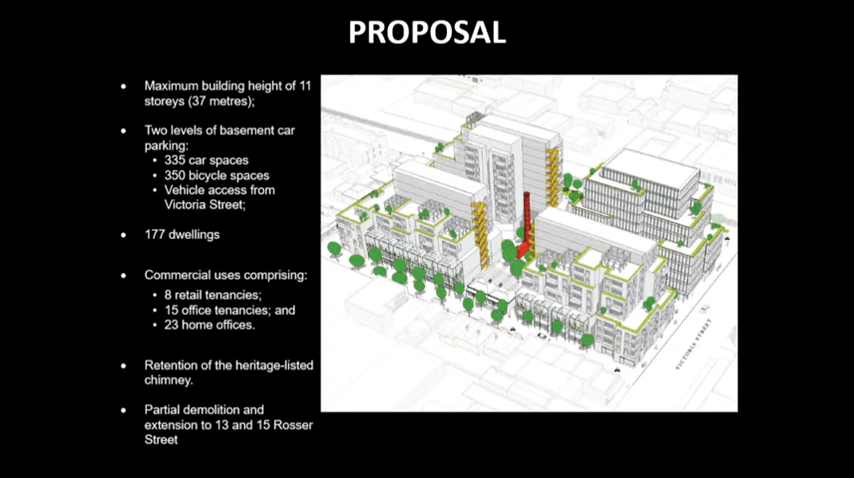 PROPOSAL
• Maximum building height of 11
storeys (37 metres);
• Two levels of basement car
parking:
• 335 car spaces
• 350 bicycle spaces
• Vehicle access from
Victoria Street;
• 177 dwellings
• Commercial uses comprising:
• 8 retail tenancies;
• 15 office tenancies; and
• 23 home offices.
• Retention of the heritage-listed
chimney.
• Partial demolition and
extension to 13 and 15 Rosser
Street
VICTORIA STREET